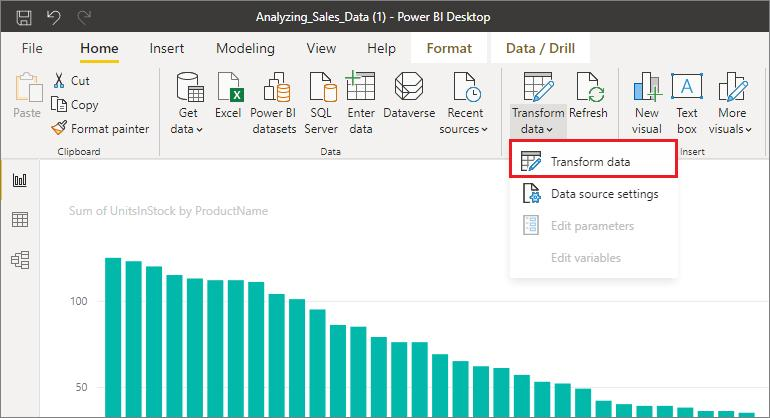 Analyzing_Sales_Data (1) - Power BI Desktop
File Home Insert Modeling View Help Format Data / Drill
Paste
Cut
Copy
Format painter
Get data
Excel
Power BI datasets
SQL Server
Enter data
Dataverse
Recent sources
Transform data
Refresh
New visual
Text box
More visuals
Clipboard
Data
Insert
Transform data
Data source settings
Edit parameters
Edit variables
Sum of UnitsInStock by ProductName
100
50